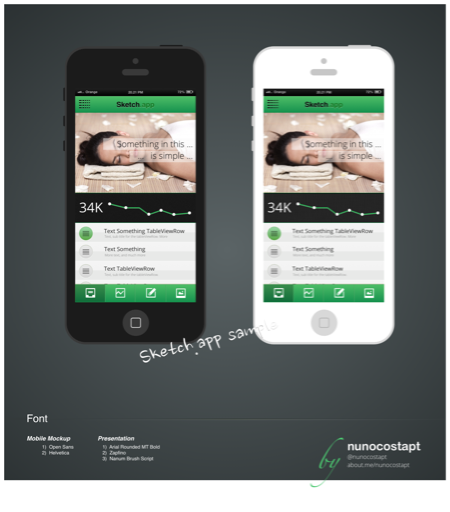 Orange 20.21 PM 72%
Orange 20.21 PM 72%
Sketch.app
Sketch.app
Something in this ...
is simple ...
Something in this ...
is simple ...
34K
34K
Text Something TableViewRow
Text Something TableViewRow
Text Something
Text Something
Text TableViewRow
Text TableViewRow
Sketch.app sample
Font
Mobile Mockup
1) Open Sans
2) Helvetica
Presentation
1) Arial Rounded MT Bold
2) Zapfino
3) Nanum Brush Script
by
nunocostapt
@nunocostapt
about.me/nunocostapt